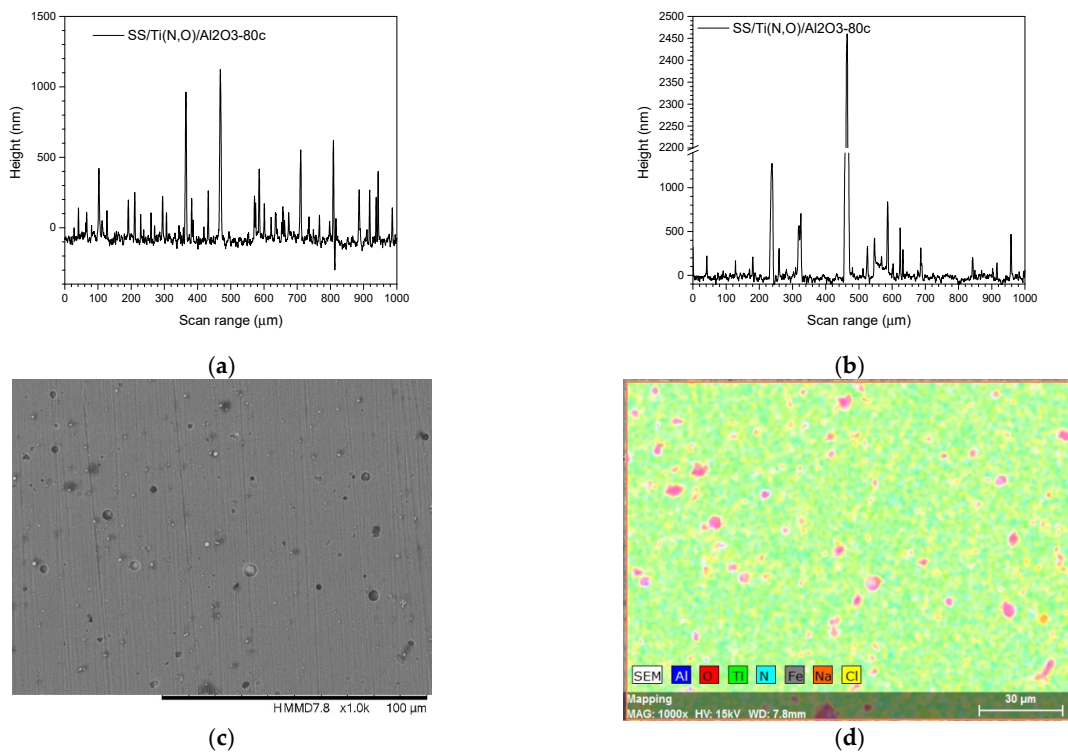 1500
1000
500
0
Height (nm)
SS/Ti(N,O)/Al2O3-80c
0 100 200 300 400 500 600 700 800 900 1000
Scan range (μm)
(a)
2500
2450
2400
2350
2300
2250
2200
1000
500
0
Height (nm)
SS/Ti(N,O)/Al2O3-80c
0 100 200 300 400 500 600 700 800 900 1000
Scan range (μm)
(b)
HMMD7.8 x1.0k 100 µm
(c)
SEM Al O Ti N Fe Na Cl
Mapping
30 µm
MAG: 1000x HV: 15kV WD: 7.8mm
(d)